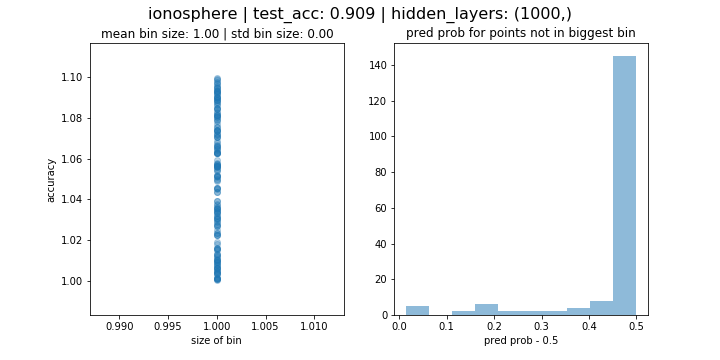 ionosphere | test_acc: 0.909 | hidden_layers: (1000,)
mean bin size: 1.00 | std bin size: 0.00
accuracy
1.10
1.08
1.06
1.04
1.02
1.00
0.990 0.995 1.000 1.005 1.010
size of bin
pred prob for points not in biggest bin
140
120
100
80
60
40
20
0
0.0 0.1 0.2 0.3 0.4 0.5
pred prob - 0.5